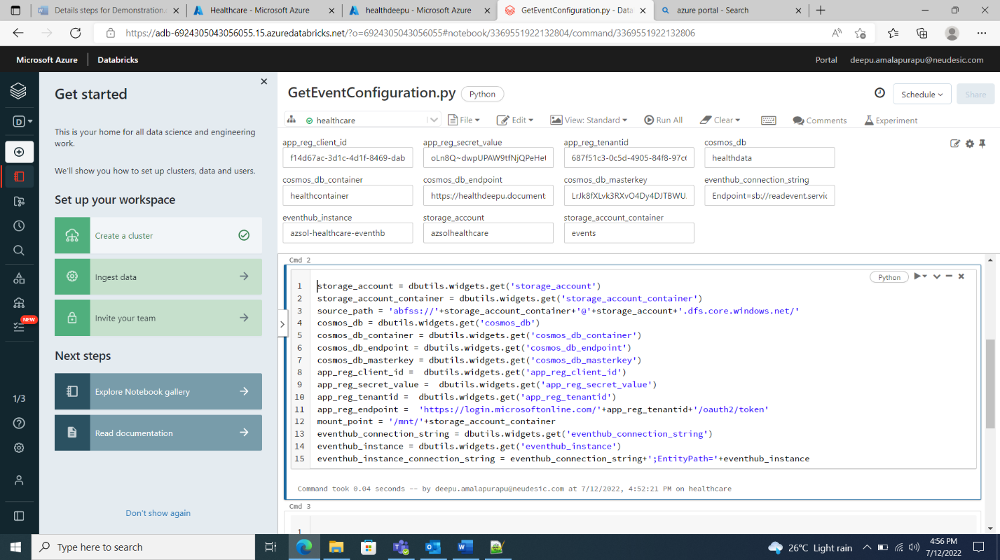 Details steps for Demonstration.
Healthcare - Microsoft Azure
healthdeepu - Microsoft Azure
GetEventConfiguration.py - Data
azure portal - Search
https://adb-6924305043056055.15.azuredatabricks.net/?o=6924305043056055#notebook/3369551922132804/command/3369551922132806
Microsoft Azure
Databricks
Portal
deepu.amalapurapu@neudesic.com
D
NEW
1/3
Get started
This is your home for all data science and engineering
work.
We'll show you how to set up clusters, data and users.
Set up your workspace
Create a cluster
Ingest data
Invite your team
Next steps
Explore Notebook gallery
Read documentation
Don't show again
GetEventConfiguration.py
Python
Schedule
Share
healthcare
File
Edit
View: Standard
Run All
Clear
Comments
Experiment
app_reg_client_id
app_reg_secret_value
app_reg_tenantid
cosmos_db
f14d67ac-3d1c-4d1f-8469-dab
oLn8Q~dwpUPAW9tfNjQPeHet
687f51c3-0c5d-4905-84f8-97c
healthdata
cosmos_db_container
cosmos_db_endpoint
cosmos_db_masterkey
eventhub_connection_string
healthcontainer
https://healthdeepu.document
LrJk8fXLvk3RXvO4Dy4DJTBWU
Endpoint=sb://readevent.servic
eventhub_instance
storage_account
storage_account_container
azsol-healthcare-eventhb
azsolhealthcare
events
Cmd 2
Python
1 storage_account = dbutils.widgets.get('storage_account')
2 storage_account_container = dbutils.widgets.get('storage_account_container')
3 source_path = 'abfss://'+storage_account_container+'@'+storage_account+'.dfs.core.windows.net/'
4 cosmos_db = dbutils.widgets.get('cosmos_db')
5 cosmos_db_container = dbutils.widgets.get('cosmos_db_container')
6 cosmos_db_endpoint = dbutils.widgets.get('cosmos_db_endpoint')
7 cosmos_db_masterkey = dbutils.widgets.get('cosmos_db_masterkey')
8 app_reg_client_id =  dbutils.widgets.get('app_reg_client_id')
9 app_reg_secret_value =  dbutils.widgets.get('app_reg_secret_value')
10 app_reg_tenantid =  dbutils.widgets.get('app_reg_tenantid')
11 app_reg_endpoint =  'https://login.microsoftonline.com/'+app_reg_tenantid+'/oauth2/token'
12 mount_point = '/mnt/'+storage_account_container
13 eventhub_connection_string = dbutils.widgets.get('eventhub_connection_string')
14 eventhub_instance = dbutils.widgets.get('eventhub_instance')
15 eventhub_instance_connection_string = eventhub_connection_string+';EntityPath='+eventhub_instance
Command took 0.04 seconds -- by deepu.amalapurapu@neudesic.com at 7/12/2022, 4:52:21 PM on healthcare
Cmd 3
1
Type here to search
26°C Light rain
4:56 PM
7/12/2022